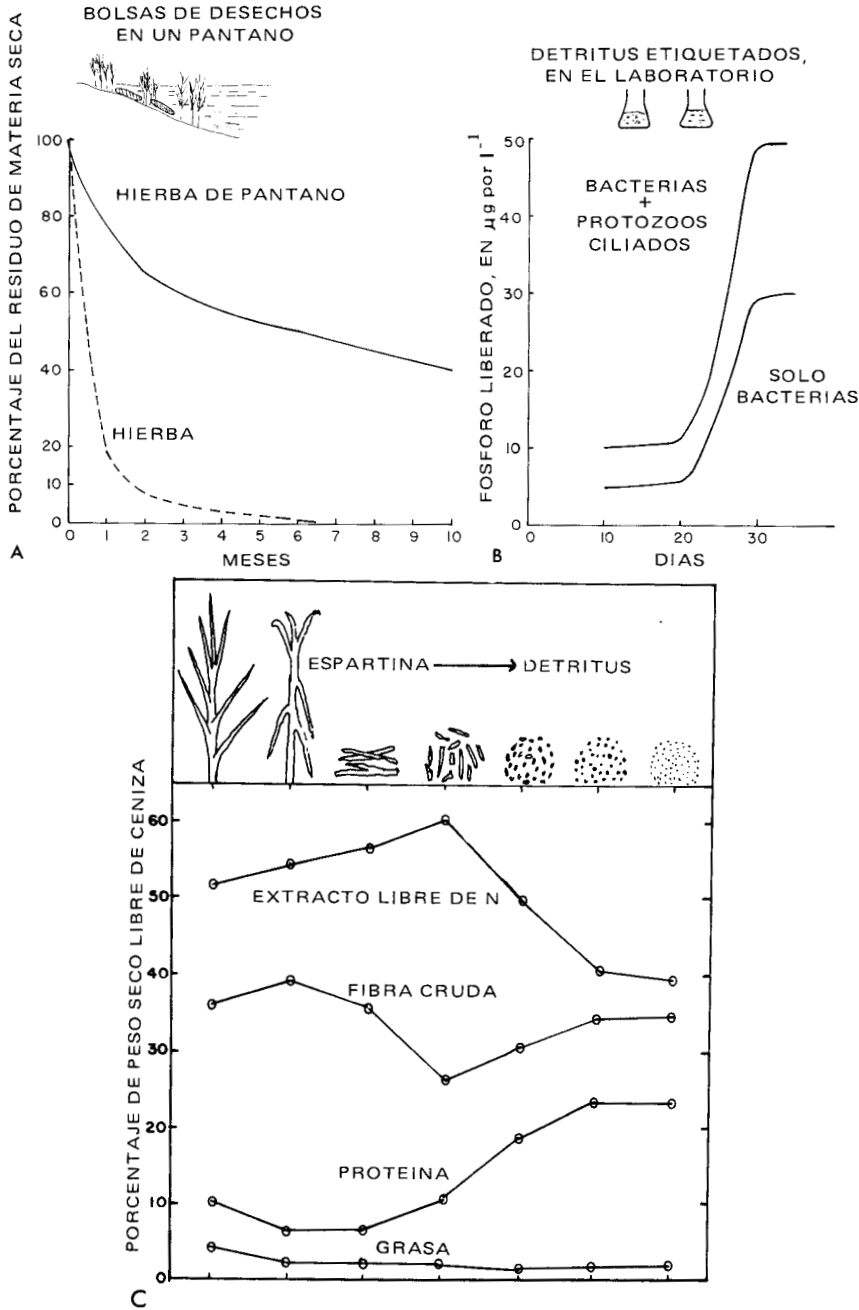 A
BOLSAS DE DESECHOS
EN UN PANTANO
PORCENTAJE DEL RESIDUO DE MATERIA SECA
100
80
60
40
20
10
0
HIERBA DE PANTANO
HIERBA
0 1 2 3 4 5 6 7 8 9 10
MESES
A
B
DETRITUS ETIQUETADOS,
EN EL LABORATORIO
FOSFORO LIBERADO, EN µg por l⁻¹
50
40
30
20
10
0
BACTERIAS
+
PROTOZOOS
CILIADOS
SOLO
BACTERIAS
0 10 20 30
DIAS
B
ESPARTINA DETRITUS
PORCENTAJE DE PESO SECO LIBRE DE CENIZA
60
50
40
30
20
10
0
EXTRACTO LIBRE DE N
FIBRA CRUDA
PROTEINA
GRASA
C